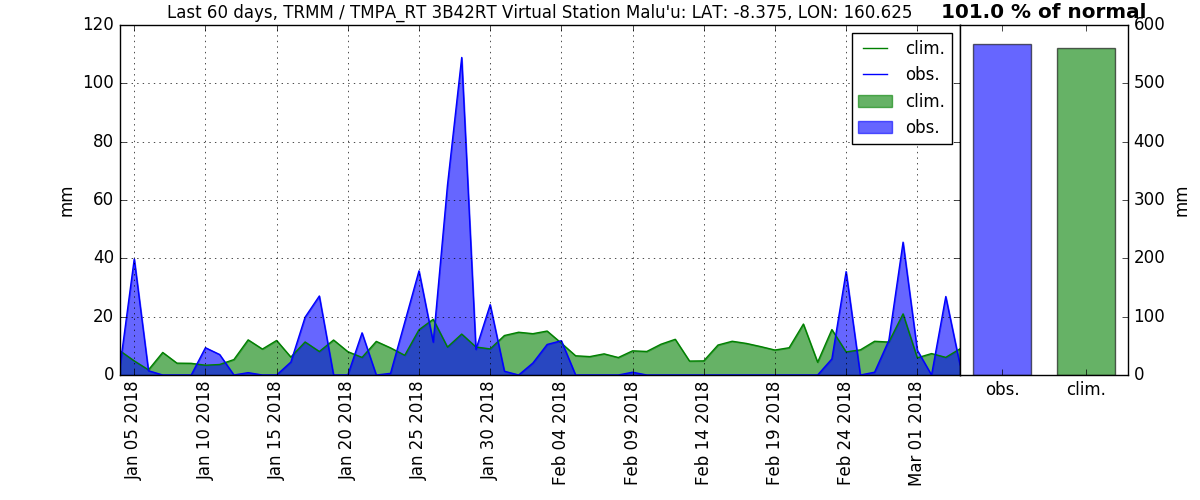 Last 60 days, TRMM / TMPA_RT 3B42RT Virtual Station Malu'u: LAT: -8.375, LON: 160.625
101.0 % of normal
120
100
80
60
40
20
0
mm
clim.
obs.
clim.
obs.
600
500
400
300
200
100
0
mm
obs.
clim.
Jan 05 2018
Jan 10 2018
Jan 15 2018
Jan 20 2018
Jan 25 2018
Jan 30 2018
Feb 04 2018
Feb 09 2018
Feb 14 2018
Feb 19 2018
Feb 24 2018
Mar 01 2018